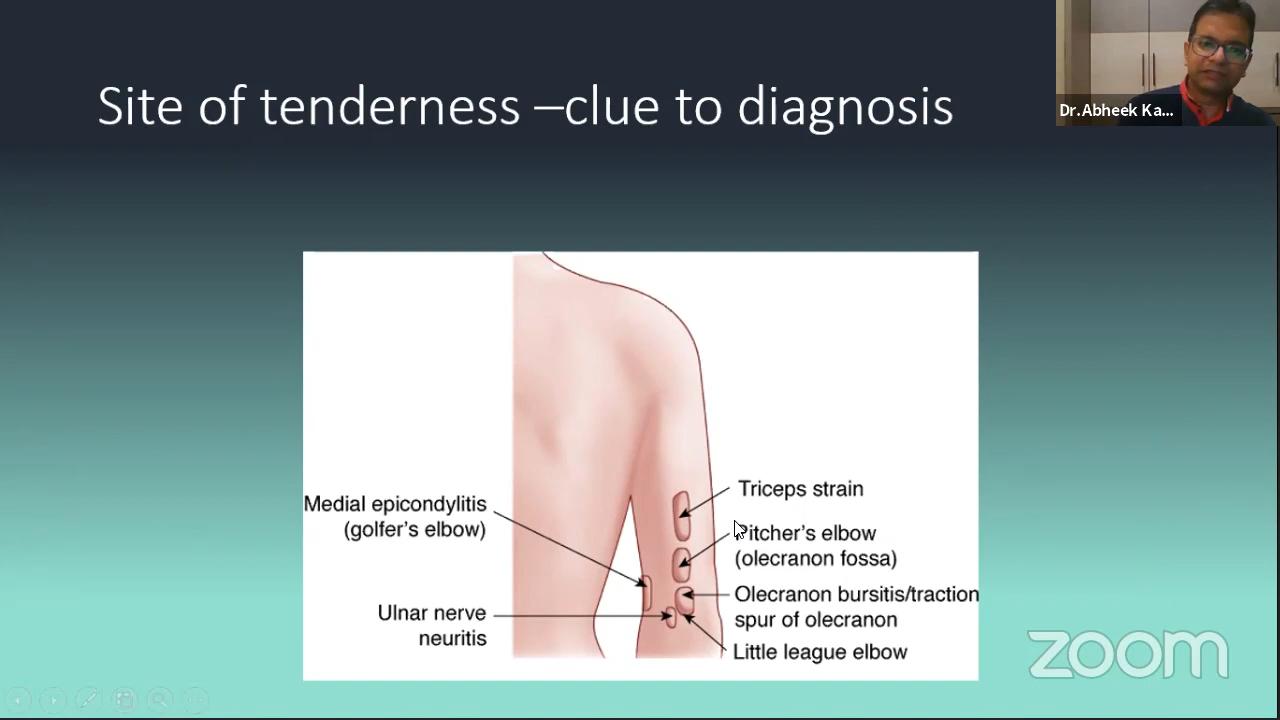 Site of tenderness –clue to diagnosis
Dr.Abheek Ka...
Medial epicondylitis
(golfer's elbow)
Ulnar nerve
neuritis
Triceps strain
Pitcher's elbow
(olecranon fossa)
Olecranon bursitis/traction
spur of olecranon
Little league elbow
zoom